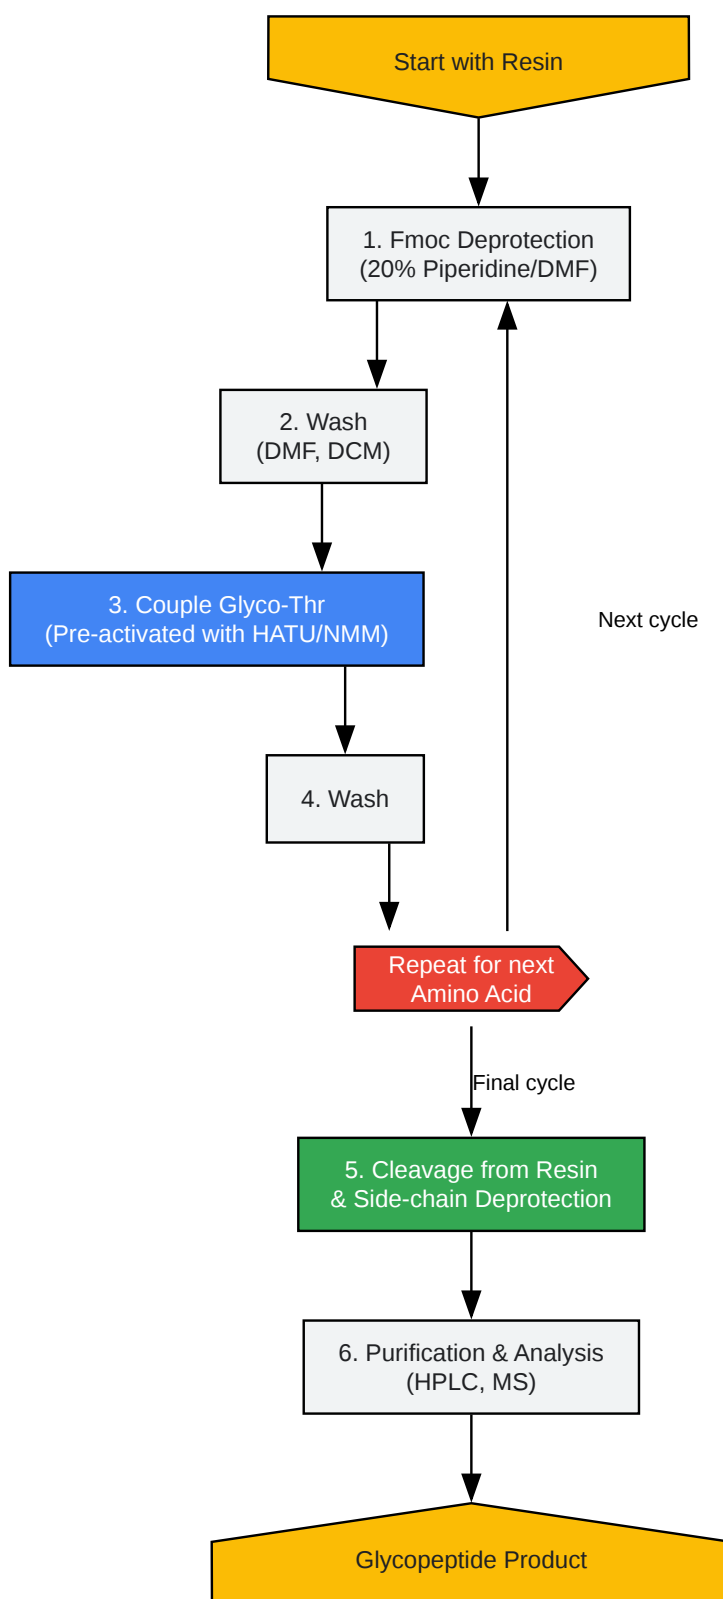 Start with Resin
1. Fmoc Deprotection
(20% Piperidine/DMF)
2. Wash
(DMF, DCM)
3. Couple Glyco-Thr
(Pre-activated with HATU/NMM)
Next cycle
4. Wash
Repeat for next
Amino Acid
Final cycle
5. Cleavage from Resin
& Side-chain Deprotection
6. Purification & Analysis
(HPLC, MS)
Glycopeptide Product